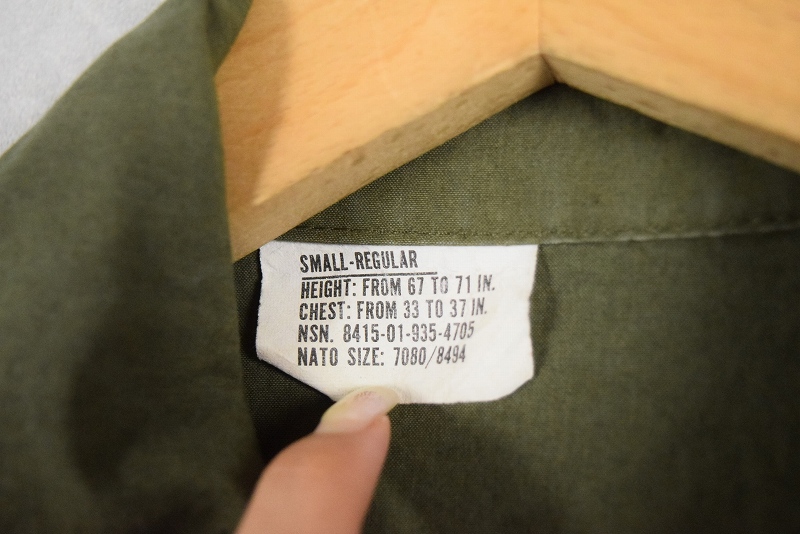 SMALL-REGULAR
HEIGHT: FROM 67 TO 71 IN.
CHEST: FROM 33 TO 37 IN.
NSN. 8415-01-935-4705
NATO SIZE: 7080/8494